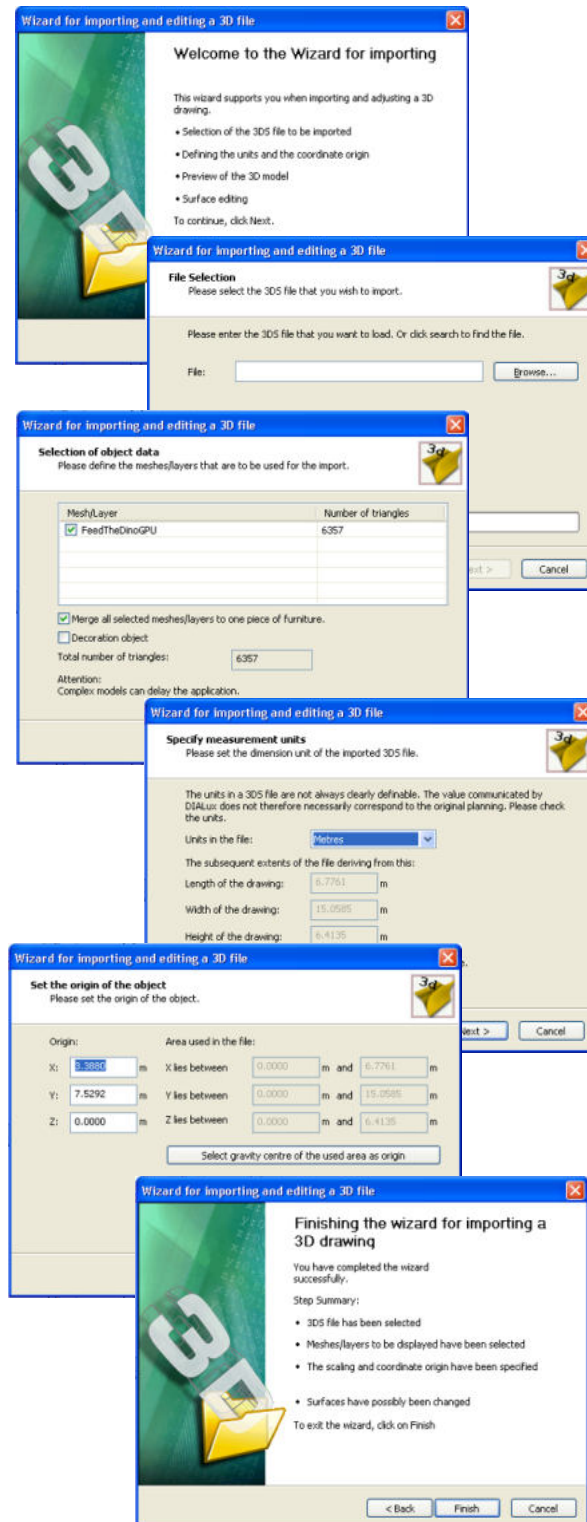 Wizard for importing and editing a 3D file
Welcome to the Wizard for importing
This wizard supports you when importing and adjusting a 3D
drawing.
• Selection of the 3DS file to be imported
• Defining the units and the coordinate origin
• Preview of the 3D model
• Surface editing
To continue, click Next.
Wizard for importing and editing a 3D file
File Selection
Please select the 3DS file that you wish to import.
Please enter the 3DS file that you want to load. Or click search to find the file.
File:
Browse...
Cancel
Wizard for importing and editing a 3D file
Selection of object data
Please define the meshes/layers that are to be used for the import.
Mesh/Layer Number of triangles
FeedTheDinoGPU 6357
Merge all selected meshes/layers to one piece of furniture.
Decoration object
Total number of triangles: 6357
Attention:
Complex models can delay the application.
Wizard for importing and editing a 3D file
Specify measurement units
Please set the dimension unit of the imported 3DS file.
The units in a 3DS file are not always clearly definable. The value communicated by
DIALux does not therefore necessarily correspond to the original planning. Please check
the units.
Units in the file: Metres
The subsequent extents of the file deriving from this:
Length of the drawing: 6.7761 m
Width of the drawing: 15.0585 m
Height of the drawing: 6.4135 m
Next > Cancel
Wizard for importing and editing a 3D file
Set the origin of the object
Please set the origin of the object.
Origin: Area used in the file:
X: 3.3880 m X lies between 0.0000 m and 6.7761 m
Y: 7.5292 m Y lies between 0.0000 m and 15.0585 m
Z: 0.0000 m Z lies between 0.0000 m and 6.4135 m
Select gravity centre of the used area as origin
Wizard for importing and editing a 3D file
Finishing the wizard for importing a
3D drawing
You have completed the wizard
successfully.
Step Summary:
• 3DS file has been selected
• Meshes/layers to be displayed have been selected
• The scaling and coordinate origin have been specified
• Surfaces have possibly been changed
To exit the wizard, click on Finish
< Back Finish Cancel